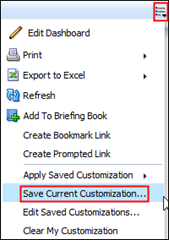 Edit Dashboard
Print
Export to Excel
Refresh
Add To Briefing Book
Create Bookmark Link
Create Prompted Link
Apply Saved Customization
Save Current Customization...
Edit Saved Customizations...
Clear My Customization